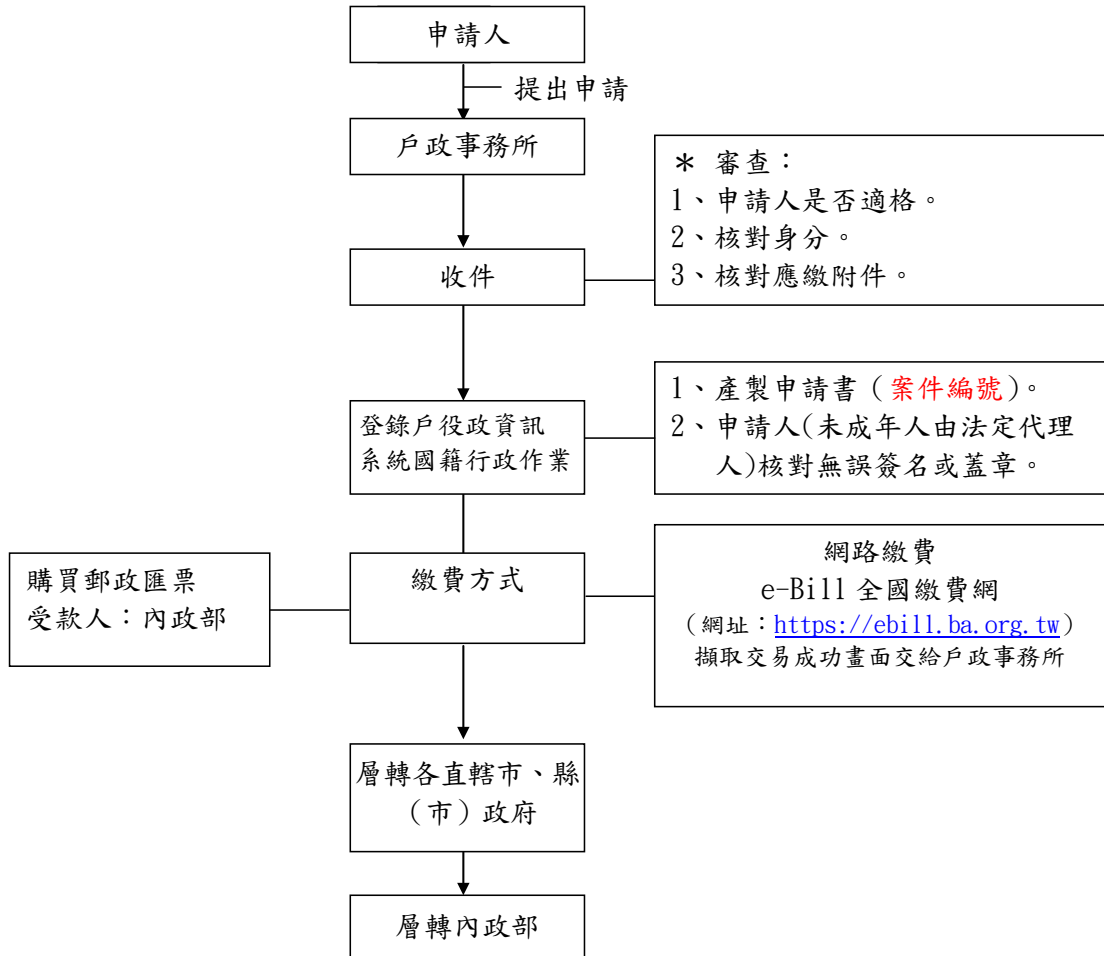 申請人
提出申請
戶政事務所
＊ 審查：
1、申請人是否適格。
2、核對身分。
3、核對應繳附件。
收件
1、產製申請書（案件編號）。
2、申請人(未成年人由法定代理
人)核對無誤簽名或蓋章。
登錄戶役政資訊
系統國籍行政作業
購買郵政匯票
受款人：內政部
繳費方式
網路繳費
e-Bill 全國繳費網
（網址：https://ebill.ba.org.tw）
擷取交易成功畫面交給戶政事務所
層轉各直轄市、縣
（市）政府
層轉內政部